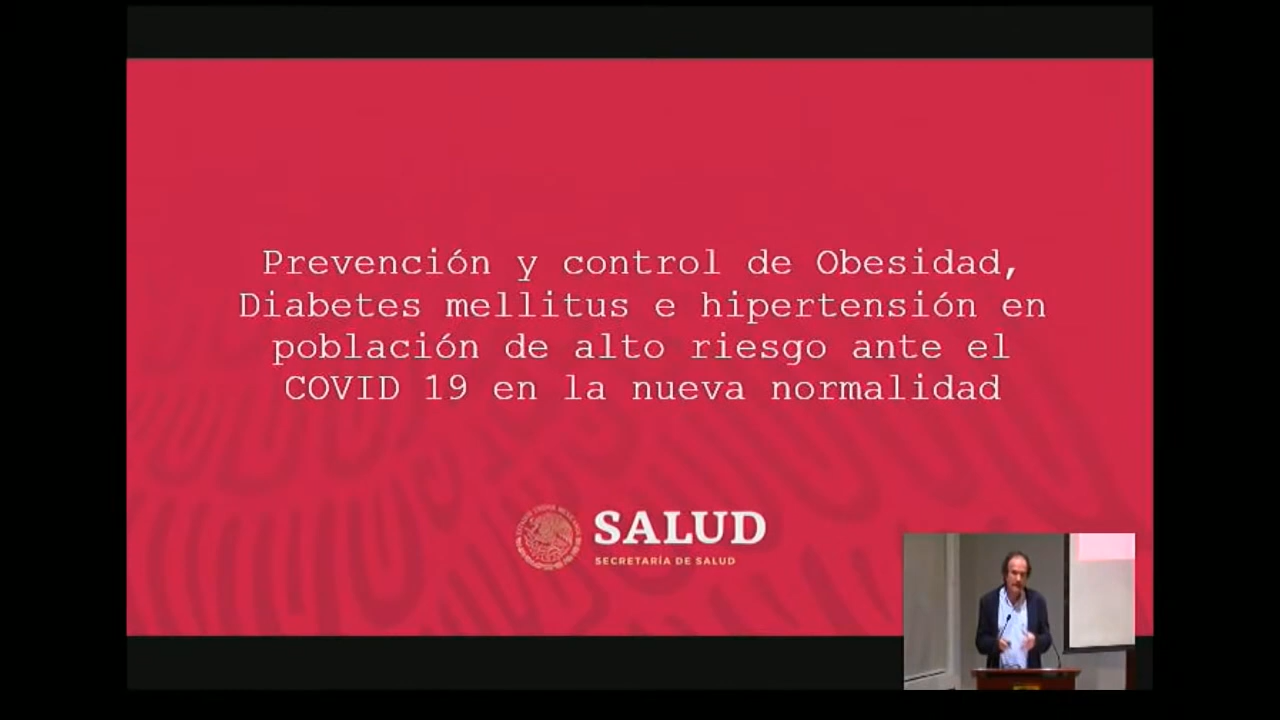 Prevención y control de Obesidad,
Diabetes mellitus e hipertensión en
población de alto riesgo ante el
COVID 19 en la nueva normalidad
SALUD
SECRETARÍA DE SALUD